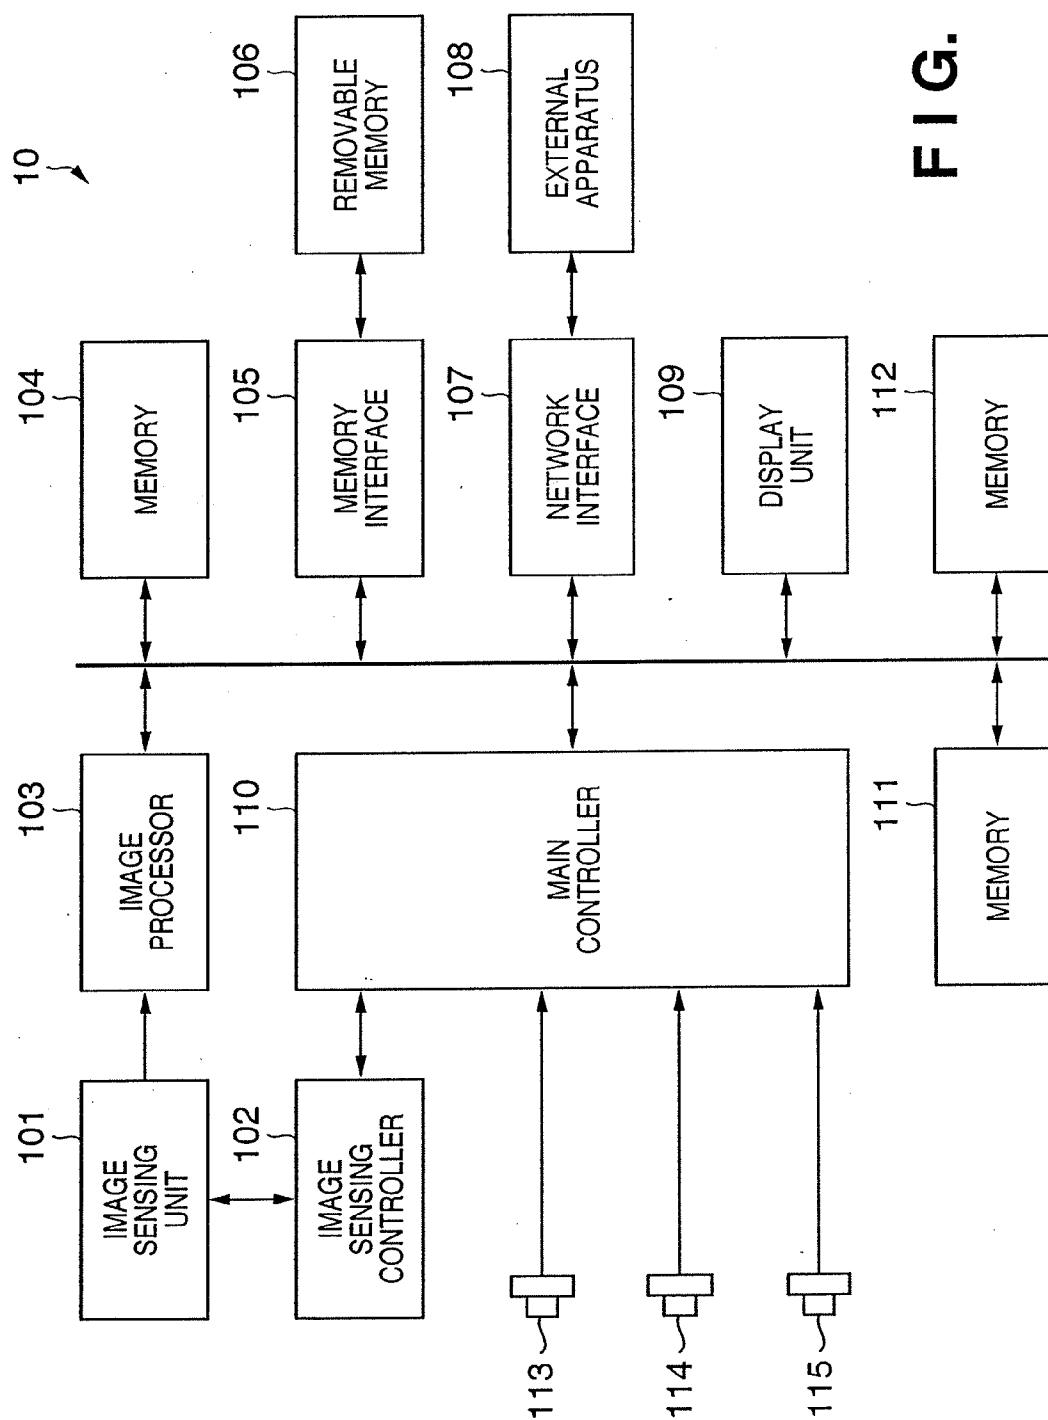 10
101
IMAGE
SENSING
UNIT
103
IMAGE
PROCESSOR
104
MEMORY
102
IMAGE
SENSING
CONTROLLER
110
MAIN
CONTROLLER
105
MEMORY
INTERFACE
106
REMOVABLE
MEMORY
107
NETWORK
INTERFACE
108
EXTERNAL
APPARATUS
113
114
115
109
DISPLAY
UNIT
111
MEMORY
112
MEMORY
FIG.